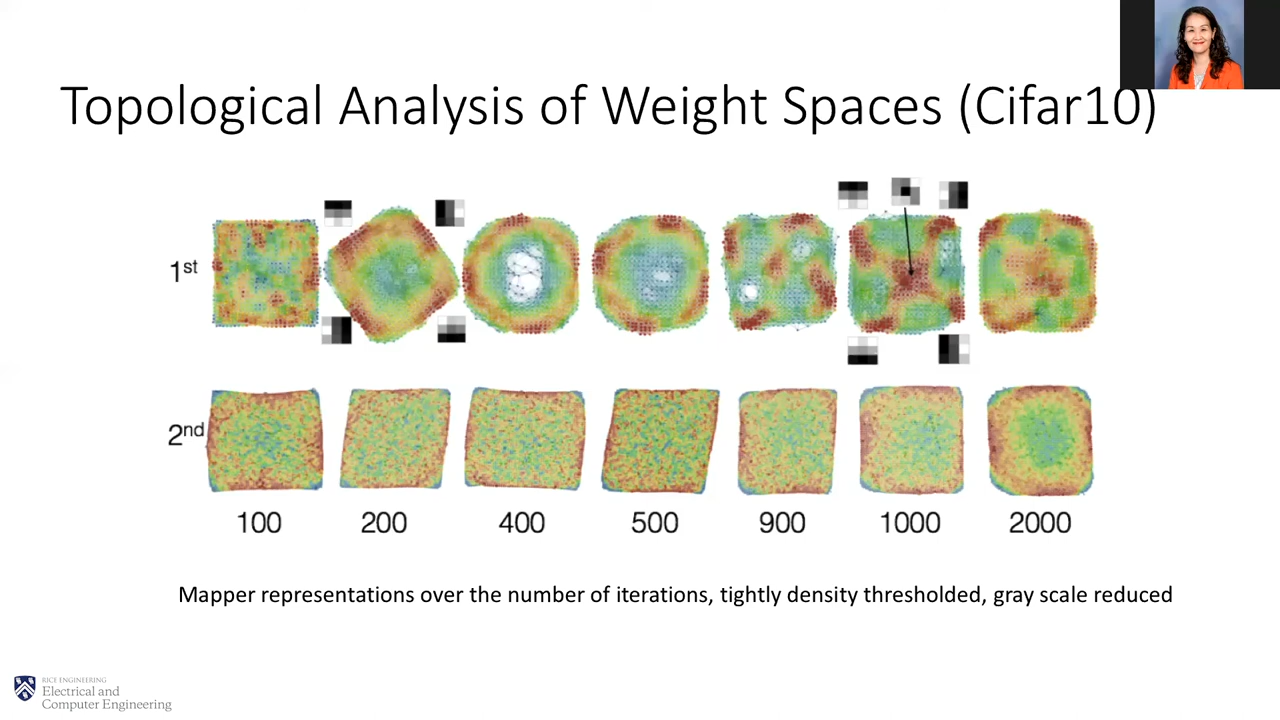 Topological Analysis of Weight Spaces (Cifar10)
1st
2nd
100 200 400 500 900 1000 2000
Mapper representations over the number of iterations, tightly density thresholded, gray scale reduced
RICE ENGINEERING
Electrical and
Computer Engineering